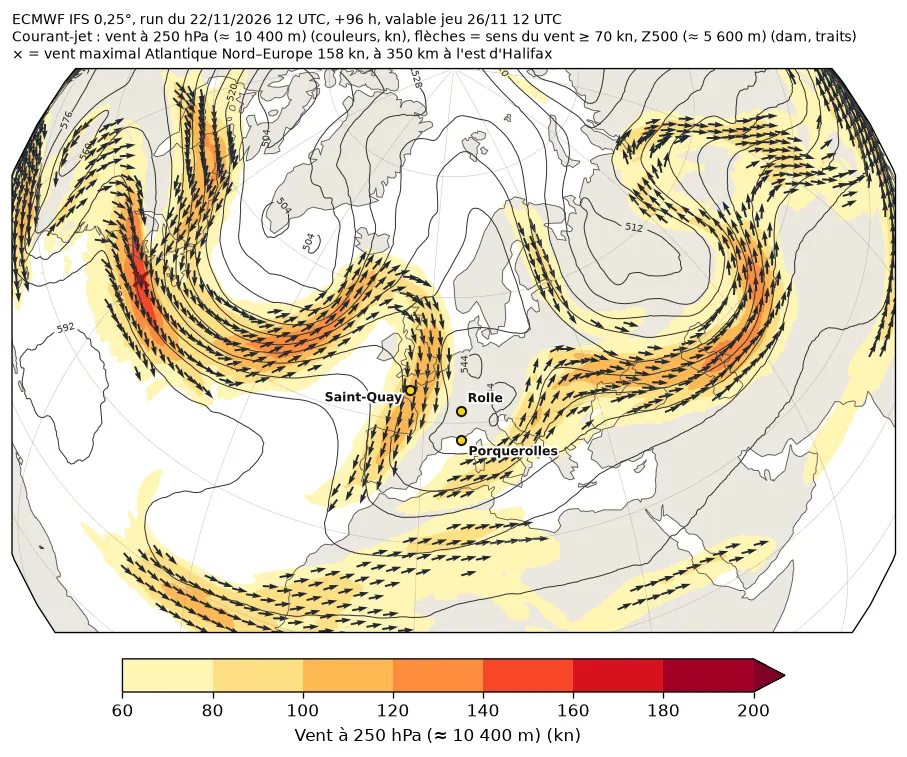 ECMWF IFS 0,25°, run du 22/11/2026 12 UTC, +96 h, valable jeu 26/11 12 UTC
Courant-jet : vent à 250 hPa (≈ 10 400 m) (couleurs, kn), flèches = sens du vent ≥ 70 kn, Z500 (≈ 5 600 m) (dam, traits)
× = vent maximal Atlantique Nord–Europe 158 kn, à 350 km à l'est d'Halifax
528
520
576
504
560
504
504
512
592
544
Saint-Quay
Rolle
Porquerolles
60 80 100 120 140 160 180 200
Vent à 250 hPa (≈ 10 400 m) (kn)